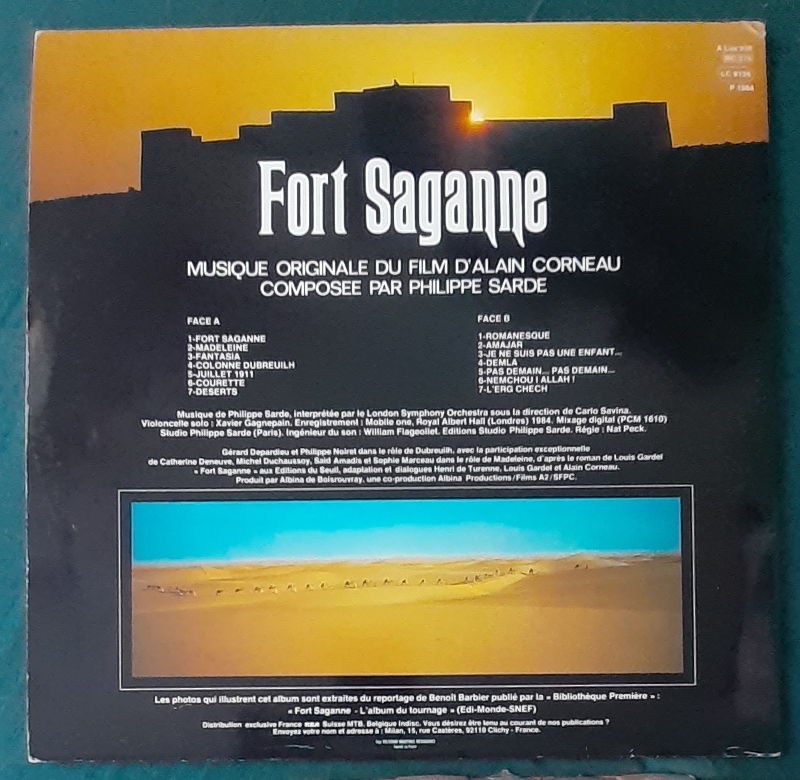 P 1984
Fort Saganne
MUSIQUE ORIGINALE DU FILM D'ALAIN CORNEAU
COMPOSEE PAR PHILIPPE SARDE
FACE A
1-FORT SAGANNE
2-MADELEINE
3-FANTASIA
4-COLONNE DUBREUILH
5-JUILLET 1911
6-COURETTE
7-DESERTS
FACE B
1-ROMANESQUE
2-AMAJAR
3-JE NE SUIS PAS UNE ENFANT...
4-DEMLA
5-PAS DEMAIN... PAS DEMAIN...
6-NEMCHOU I ALLAH !
7-L'ERG CHECH
Musique de Philippe Sarde, interprétée par le London Symphony Orchestra sous la direction de Carlo Savina.
Violoncelle solo : Xavier Gagnepain. Enregistrement : Mobile one, Royal Albert Hall (Londres) 1984. Mixage digital (PCM 1610)
Studio Philippe Sarde (Paris). Ingénieur du son : William Flageollet. Editions Studio Philippe Sarde. Régie : Nat Peck.
Gérard Depardieu et Philippe Noiret dans le rôle de Dubreuilh, avec la participation exceptionnelle
de Catherine Deneuve, Michel Duchaussoy, Saïd Amadis et Sophie Marceau dans le rôle de Madeleine, d'après le roman de Louis Gardel
« Fort Saganne » aux Editions du Seuil, adaptation et dialogues Henri de Turenne, Louis Gardel et Alain Corneau.
Produit par Albina de Boisrouvray, une co-production Albina Productions/Films A2/SFPC.
Les photos qui illustrent cet album sont extraites du reportage de Benoît Barbier publié par la « Bibliothèque Première » :
« Fort Saganne - L'album du tournage » (Edi-Monde-SNEF)
Distribution exclusive France Suisse MTB. Belgique Indisc. Vous désirez être tenu au courant de nos publications ?
Envoyez votre nom et adresse à : Milan, 15, rue Castères, 92110 Clichy - France.